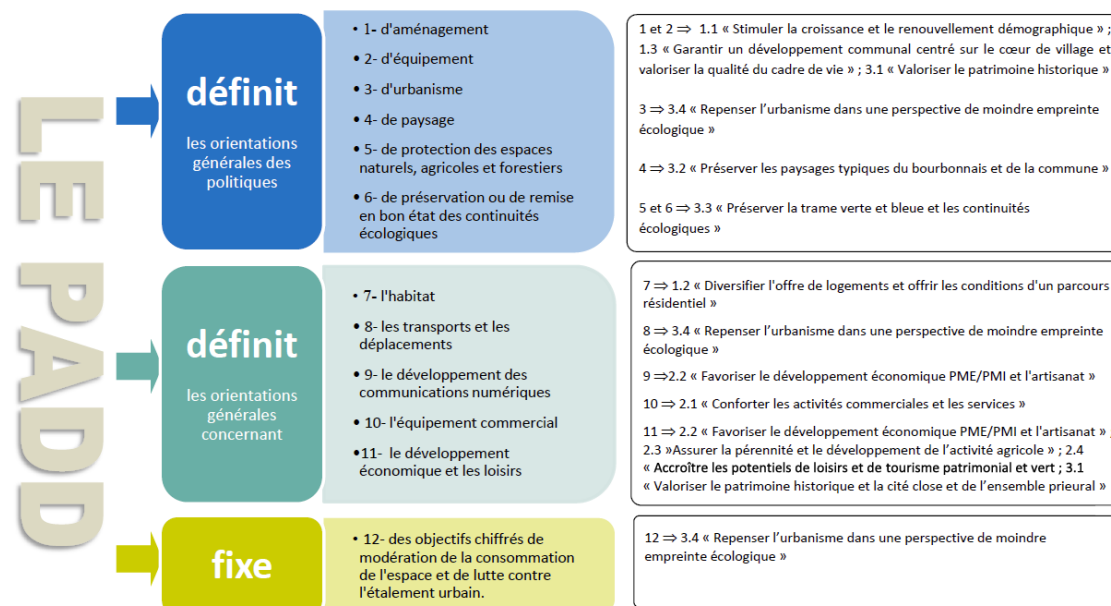 LE PADD
définit
les orientations
générales des
politiques
• 1- d'aménagement
• 2- d'équipement
• 3- d'urbanisme
• 4- de paysage
• 5- de protection des espaces
naturels, agricoles et forestiers
• 6- de préservation ou de remise
en bon état des continuités
écologiques
1 et 2 ⇒ 1.1 « Stimuler la croissance et le renouvellement démographique » ;
1.3 « Garantir un développement communal centré sur le cœur de village et
valoriser la qualité du cadre de vie » ; 3.1 « Valoriser le patrimoine historique »
3 ⇒ 3.4 « Repenser l’urbanisme dans une perspective de moindre empreinte
écologique »
4 ⇒ 3.2 « Préserver les paysages typiques du bourbonnais et de la commune »
5 et 6 ⇒ 3.3 « Préserver la trame verte et bleue et les continuités
écologiques »
définit
les orientations
générales
concernant
• 7- l'habitat
• 8- les transports et les
déplacements
• 9- le développement des
communications numériques
• 10- l'équipement commercial
•11- le développement
économique et les loisirs
7 ⇒ 1.2 « Diversifier l'offre de logements et offrir les conditions d'un parcours
résidentiel »
8 ⇒ 3.4 « Repenser l’urbanisme dans une perspective de moindre empreinte
écologique »
9 ⇒2.2 « Favoriser le développement économique PME/PMI et l'artisanat »
10 ⇒ 2.1 « Conforter les activités commerciales et les services »
11 ⇒ 2.2 « Favoriser le développement économique PME/PMI et l'artisanat » ;
2.3 »Assurer la pérennité et le développement de l’activité agricole » ; 2.4
« Accroître les potentiels de loisirs et de tourisme patrimonial et vert ; 3.1
« Valoriser le patrimoine historique et la cité close et de l’ensemble prieural »
fixe
• 12- des objectifs chiffrés de
modération de la consommation
de l'espace et de lutte contre
l'étalement urbain.
12 ⇒ 3.4 « Repenser l’urbanisme dans une perspective de moindre
empreinte écologique »